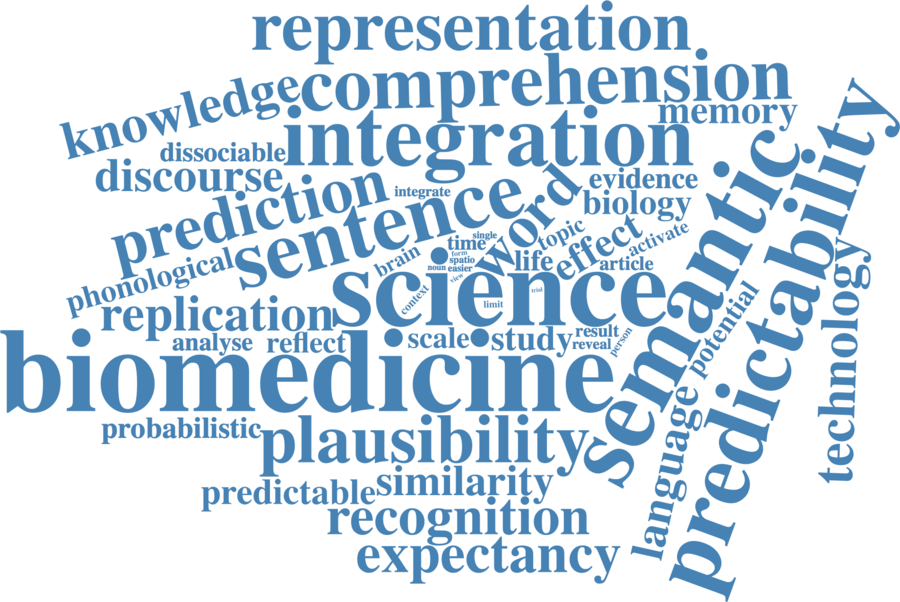 representation
comprehension
knowledge
memory
integration
dissociable
discourse
prediction
integrate
evidence
sentence
word
biology
semantic
predictability
phonological
brain
time
single
form
spatio
noun
easier
view
topic
effect
activate
life
article
science
context
limit
trial
replication
analyse
reflect
scale
study
result
reveal
person
potential
technology
biomedicine
probabilistic
plausibility
language
predictable
similarity
recognition
expectancy